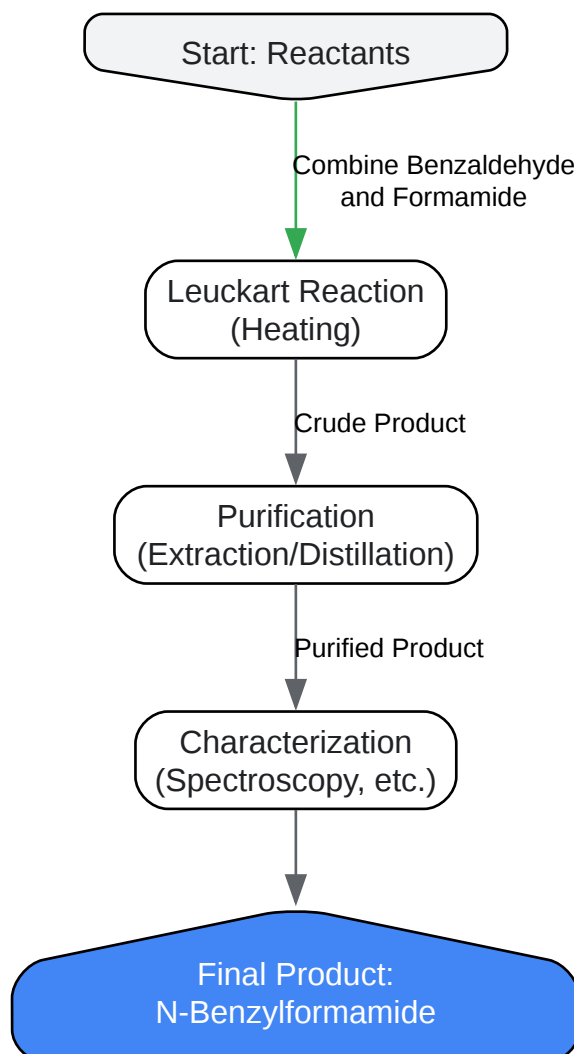 Start: Reactants
Combine Benzaldehyde
and Formamide
Leuckart Reaction
(Heating)
Crude Product
Purification
(Extraction/Distillation)
Purified Product
Characterization
(Spectroscopy, etc.)
Final Product:
N-Benzylformamide